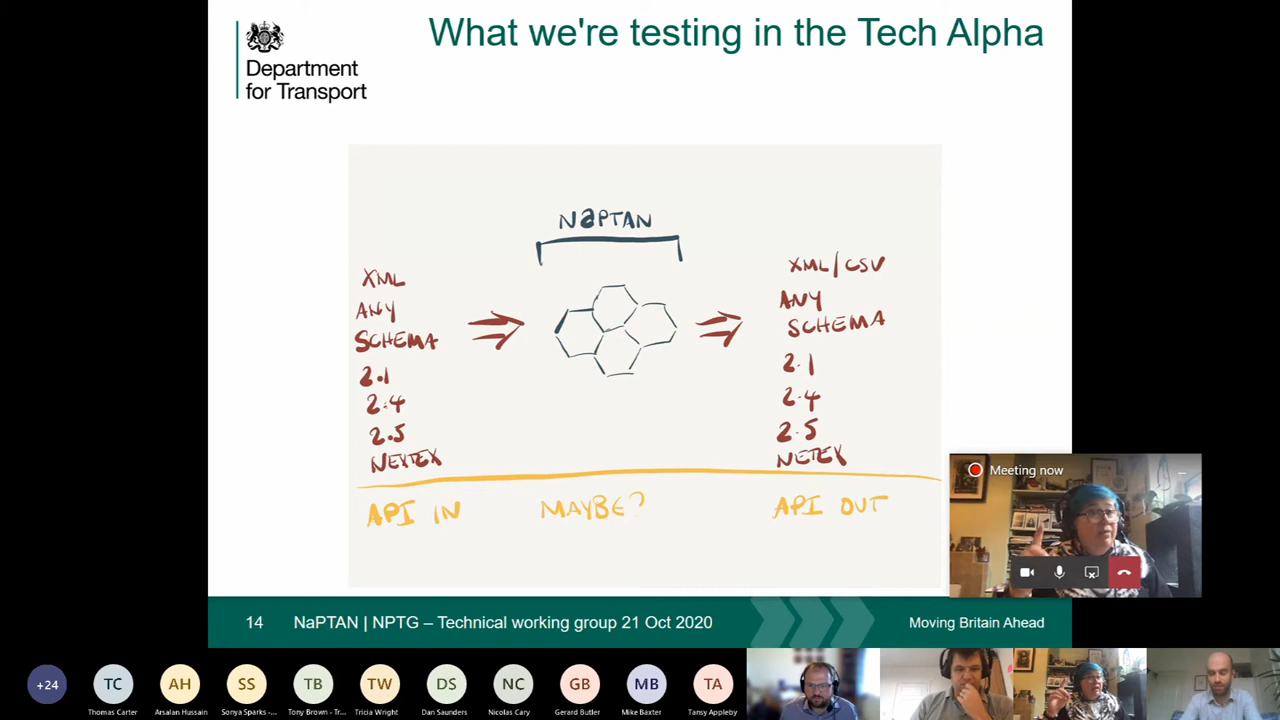 What we're testing in the Tech Alpha
Department
for Transport
NaPTAN
XML
ANY
SCHEMA
2.1
2.4
2.5
NEXTEX
XML/CSV
ANY
SCHEMA
2.1
2.4
2.5
NETEX
API IN
MAYBE?
API OUT
Meeting now
14
NaPTAN | NPTG – Technical working group 21 Oct 2020
Moving Britain Ahead
+24
TC
AH
SS
TB
TW
DS
NC
GB
MB
TA
Thomas Carter
Arsalan Hussain
Sonya Sparks -...
Tony Brown - Tr...
Tricia Wright
Dan Saunders
Nicolas Cary
Gerard Butler
Mike Baxter
Tansy Appleby